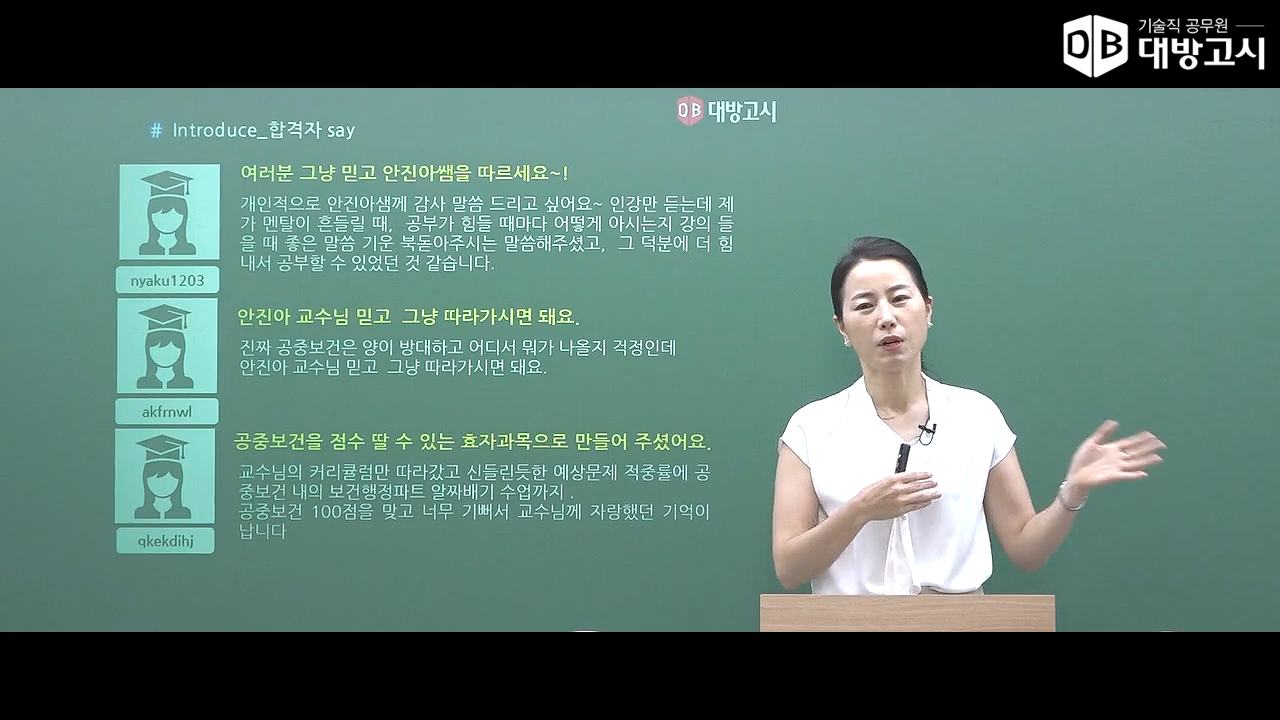 기술직 공무원
DB 대방고시
DB 대방고시
# Introduce_합격자 say
여러분 그냥 믿고 안진아쌤을 따르세요~!
개인적으로 안진아샘께 감사 말씀 드리고 싶어요~ 인강만 듣는데 제
가 멘탈이 흔들릴 때, 공부가 힘들 때마다 어떻게 아시는지 강의 들
을 때 좋은 말씀 기운 북돋아주시는 말씀해주셨고, 그 덕분에 더 힘
내서 공부할 수 있었던 것 같습니다.
nyaku1203
안진아 교수님 믿고 그냥 따라가시면 돼요.
진짜 공중보건은 양이 방대하고 어디서 뭐가 나올지 걱정인데
안진아 교수님 믿고 그냥 따라가시면 돼요.
akfrnwl
공중보건을 점수 딸 수 있는 효자과목으로 만들어 주셨어요.
교수님의 커리큘럼만 따라갔고 신들린듯한 예상문제 적중률에 공
중보건 내의 보건행정파트 알짜배기 수업까지 .
공중보건 100점을 맞고 너무 기뻐서 교수님께 자랑했던 기억이
납니다
qkekdihj